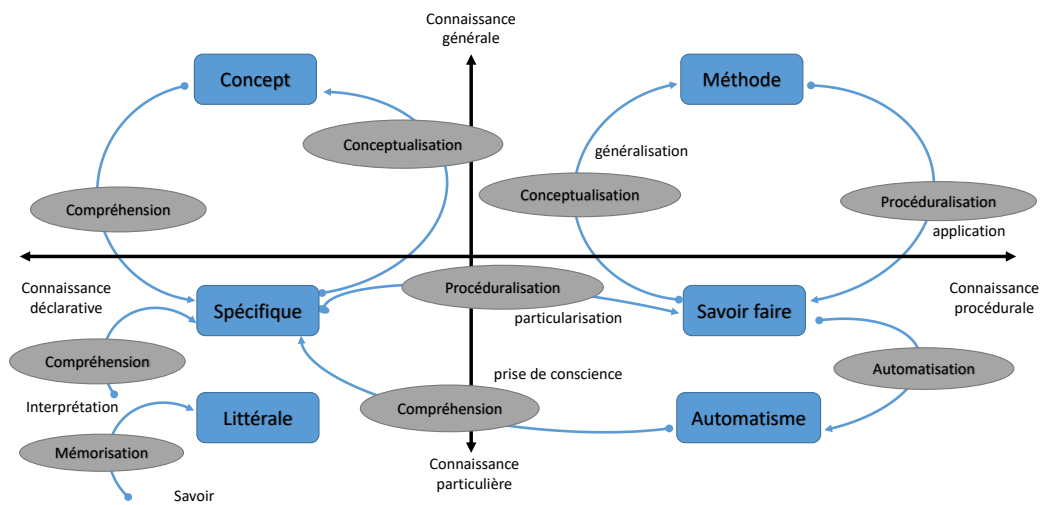 Connaissance
générale
Concept
Méthode
Conceptualisation
généralisation
Compréhension
Conceptualisation
Procéduralisation
application
Connaissance
déclarative
Procéduralisation
particularisation
Connaissance
procédurale
Spécifique
Savoir faire
Compréhension
Automatisation
prise de conscience
Interprétation
Littérale
Compréhension
Automatisme
Mémorisation
Connaissance
particulière
Savoir